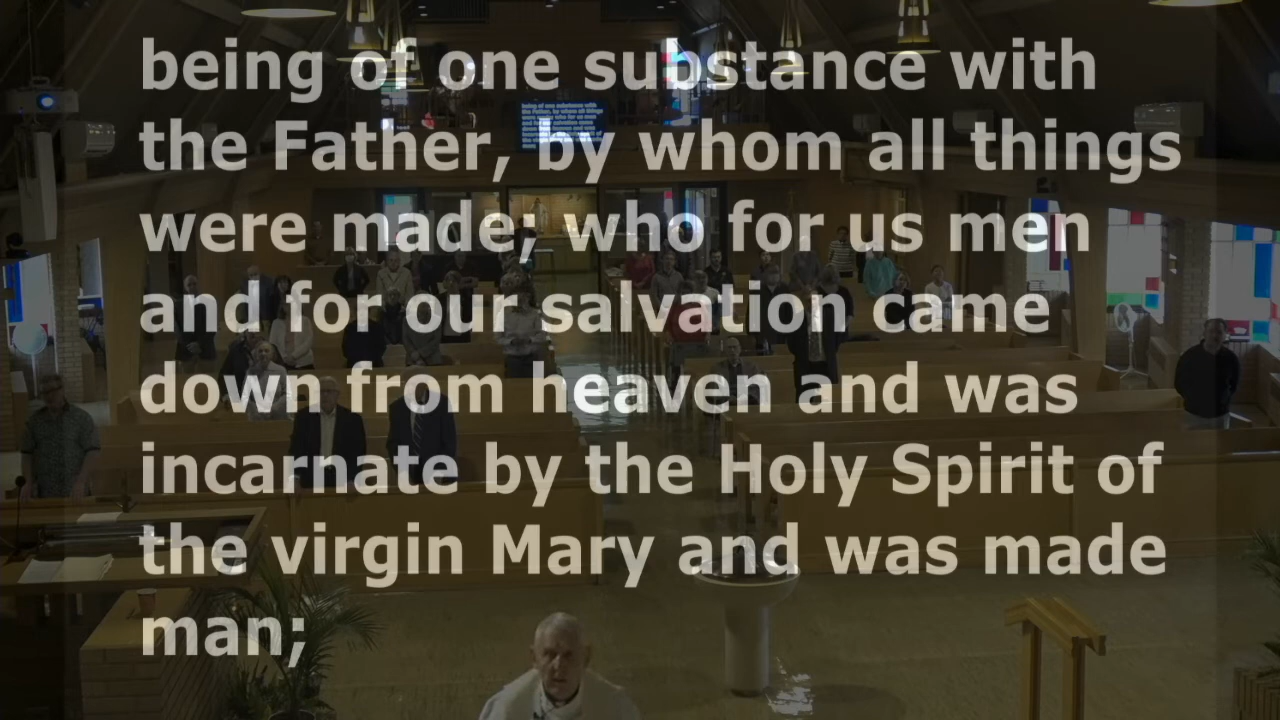 being of one substance with
the Father, by whom all things
were made; who for us men
and for our salvation came
down from heaven and was
incarnate by the Holy Spirit of
the virgin Mary and was made
man;